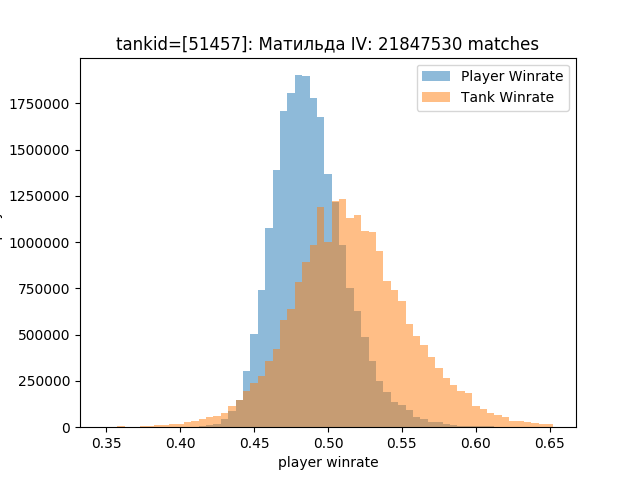 tankid=[51457]: Матильда IV: 21847530 matches
Player Winrate
Tank Winrate
1750000
1500000
1250000
1000000
750000
500000
250000
0
0.35 0.40 0.45 0.50 0.55 0.60 0.65
player winrate